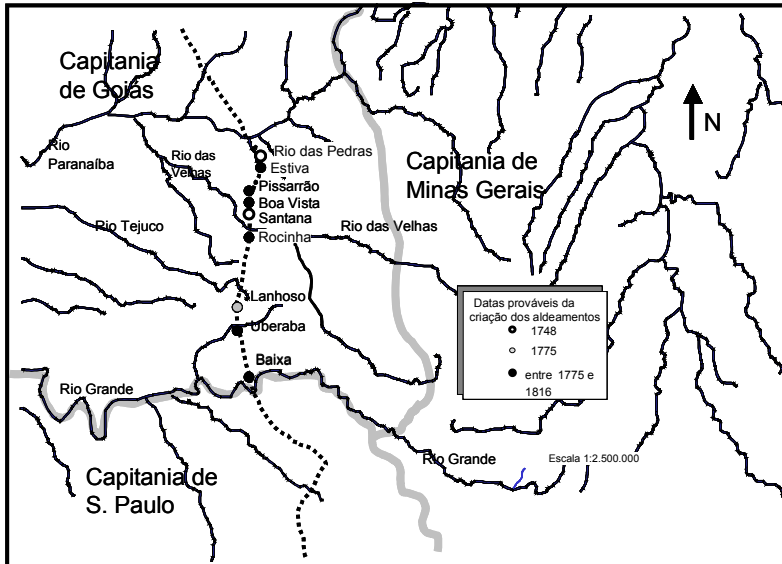 Capitania
de Goiás
N
Rio
Paranaíba
Rio das
Velhas
Rio das Pedras
Estiva
Capitania de
Minas Gerais
Pissarrão
Boa Vista
Santana
Rio Tejuco
Rio das Velhas
Rocinha
Lanhoso
Uberaba
Datas prováveis da
criação dos aldeamentos
1748
1775
entre 1775 e
1816
Baixa
Rio Grande
Rio Grande
Escala 1:2.500.000
Capitania de
S. Paulo